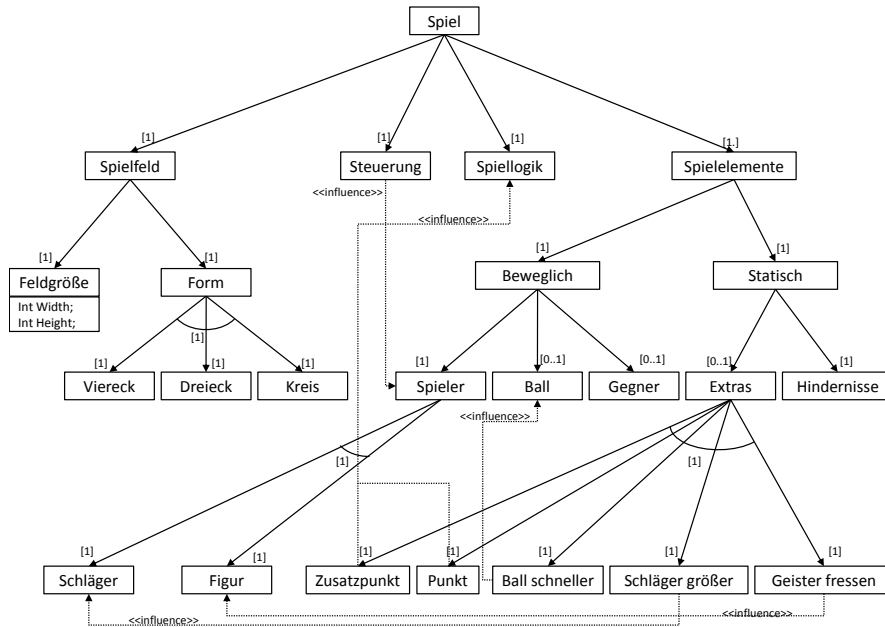 Spiel
[1]
[1]
[1]
[1.]
Spielfeld
Steuerung
Spiellogik
Spielelemente
<<influence>>
<<influence>>
[1]
[1]
[1]
[1]
Feldgröße
Form
Beweglich
Statisch
Int Width;
Int Height;
[1]
[1]
[1]
[1]
[1]
[0..1]
[0..1]
[0..1]
[1]
Viereck
Dreieck
Kreis
Spieler
Ball
Gegner
Extras
Hindernisse
<<influence>>
[1]
[1]
[1]
[1]
[1]
[1]
[1]
[1]
[1]
Schläger
Figur
Zusatzpunkt
Punkt
Ball schneller
Schläger größer
Geister fressen
<<influence>>
<<influence>>